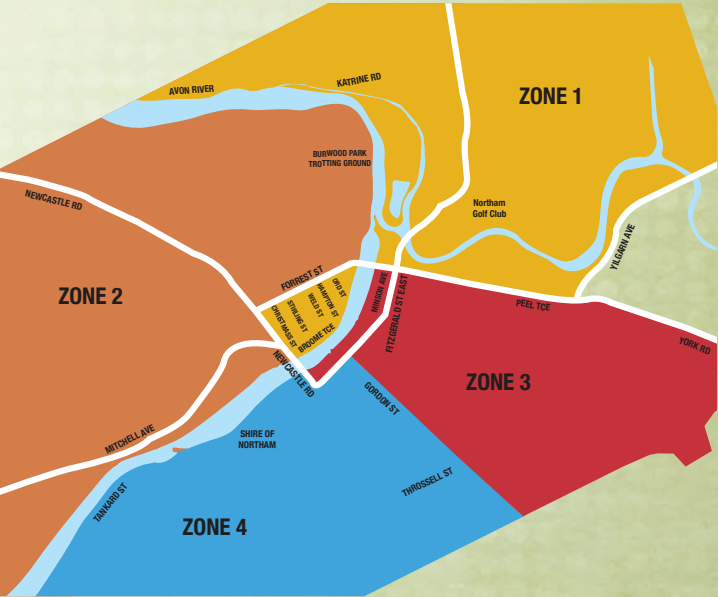 KATRINE RD
AVON RIVER
ZONE 1
BURWOOD PARK
TROTTING GROUND
NEWCASTLE RD
Northam
Golf Club
YILGARN AVE
FORREST ST
ORD ST
HAMPTON ST
WELD ST
STIRLING ST
CHRISTMASS ST
BROOME TCE
MINSON AVE
FITZGERALD ST EAST
ZONE 2
PEEL TCE
YORK RD
NEWCASTLE RD
ZONE 3
GORDON ST
MITCHELL AVE
SHIRE OF
NORTHAM
THROSSELL ST
TANKARD ST
ZONE 4